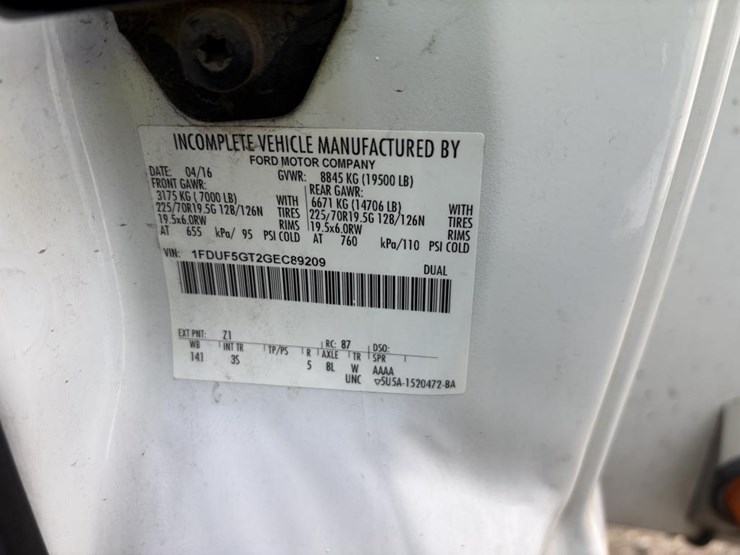 INCOMPLETE VEHICLE MANUFACTURED BY
FORD MOTOR COMPANY
DATE: 04/16 GVWR: 8845 KG (19500 LB)
FRONT GAWR: REAR GAWR:
3175 KG ( 7000 LB) WITH 6671 KG (14706 LB) WITH
225/70R19.5G 128/126N TIRES 225/70R19.5G 128/126N TIRES
19.5x6.0RW RIMS 19.5x6.0RW RIMS
AT 655 kPa/ 95 PSI COLD AT 760 kPa/110 PSI COLD
VIN: 1FDUF5GT2GEC89209 DUAL
EXT PNT: Z1 RC: 87 DSO:
WB INT TR TP/PS R AXLE TR SPR
141 3S 5 8L W AAAA
UNC ▽5U5A-1520472-BA